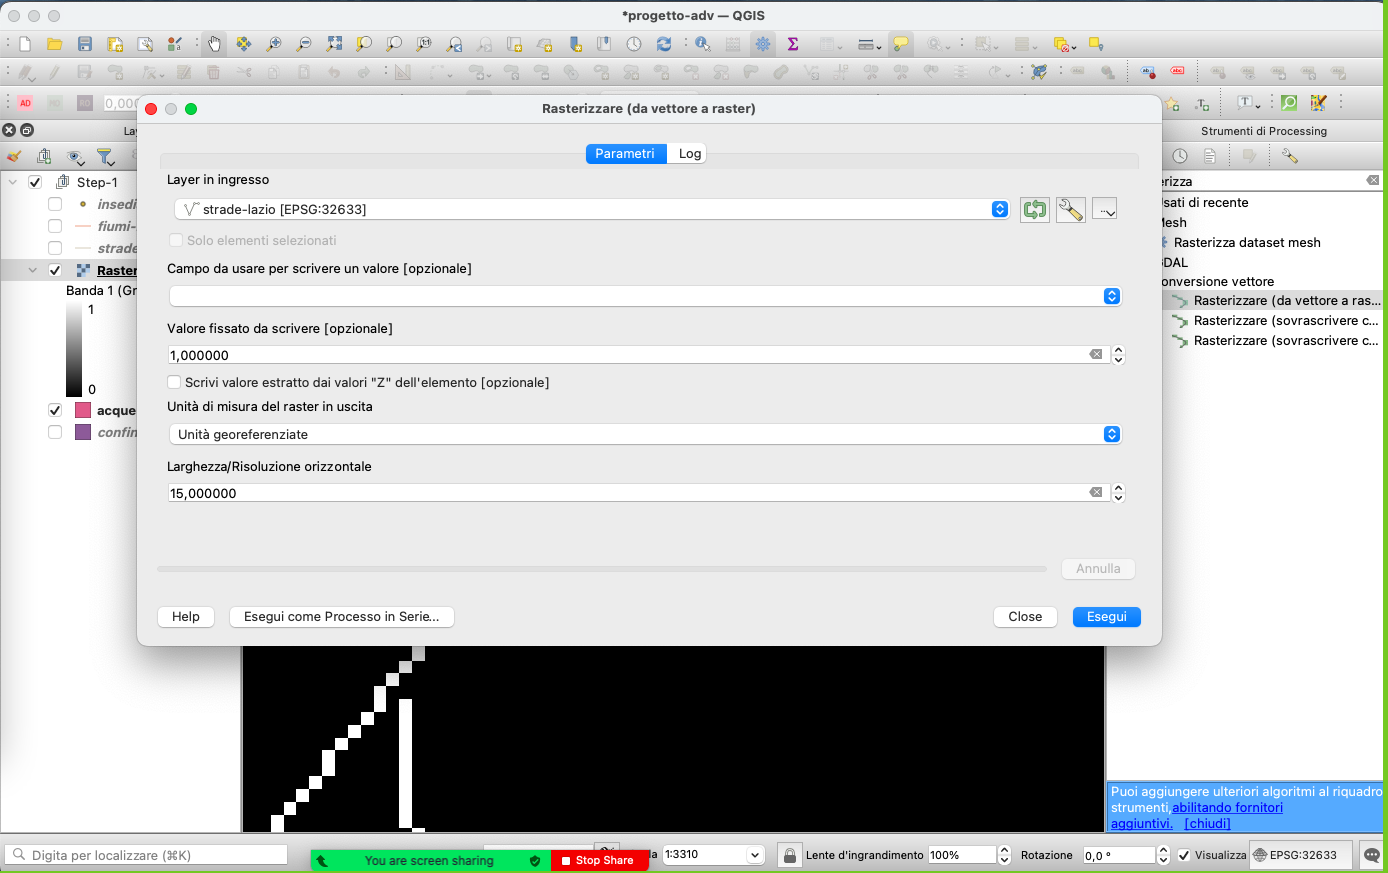 *progetto-adv — QGIS
AD
0,000
Rasterizzare (da vettore a raster)
Parametri
Log
Layer in ingresso
strade-lazio [EPSG:32633]
Solo elementi selezionati
Campo da usare per scrivere un valore [opzionale]
Valore fissato da scrivere [opzionale]
1,000000
Scrivi valore estratto dai valori "Z" dell'elemento [opzionale]
Unità di misura del raster in uscita
Unità georeferenziate
Larghezza/Risoluzione orizzontale
15,000000
Annulla
Help
Esegui come Processo in Serie...
Close
Esegui
Lay
Step-1
insedi
fiumi-
strade
Raster
Banda 1 (Gr
1
0
acque
confin
Strumenti di Processing
erizza
sati di recente
Mesh
Rasterizza dataset mesh
GDAL
onversione vettore
Rasterizzare (da vettore a ras...
Rasterizzare (sovrascrivere c...
Rasterizzare (sovrascrivere c...
Puoi aggiungere ulteriori algoritmi al riquadro
strumenti, abilitando fornitori
aggiuntivi. [chiudi]
Digita per localizzare (⌘K)
You are screen sharing
Stop Share
la 1:3310
Lente d'ingrandimento 100%
Rotazione 0,0 °
Visualizza
EPSG:32633